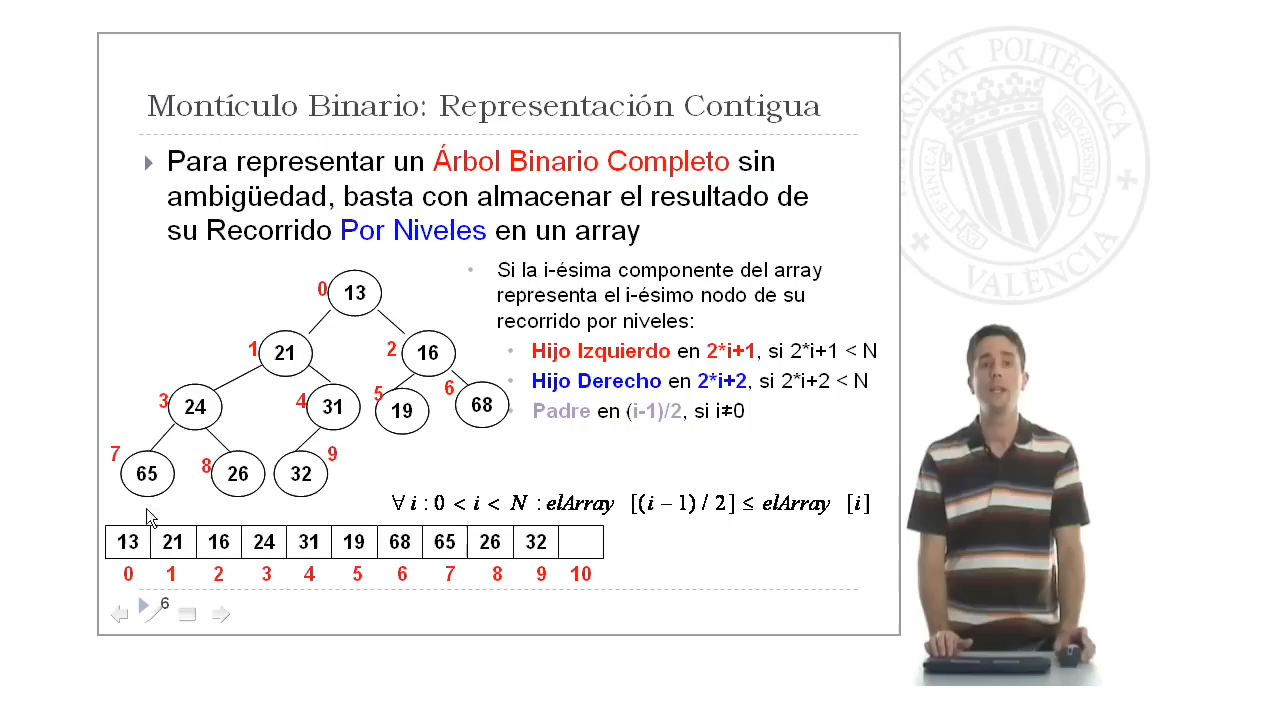 Montículo Binario: Representación Contigua
Para representar un Árbol Binario Completo sin
ambigüedad, basta con almacenar el resultado de
su Recorrido Por Niveles en un array
Si la i-ésima componente del array
representa el i-ésimo nodo de su
recorrido por niveles:
Hijo Izquierdo en 2*i+1, si 2*i+1 < N
Hijo Derecho en 2*i+2, si 2*i+2 < N
Padre en (i-1)/2, si i≠0
0 13
1 21 2 16
3 24 4 31 5 19 6 68
7 65 8 26 32 9
∀ i : 0 < i < N : elArray [(i – 1) / 2] ≤ elArray [i]
13 21 16 24 31 19 68 65 26 32
0 1 2 3 4 5 6 7 8 9 10
6
POLITÈCNICA
VALÈNCIA